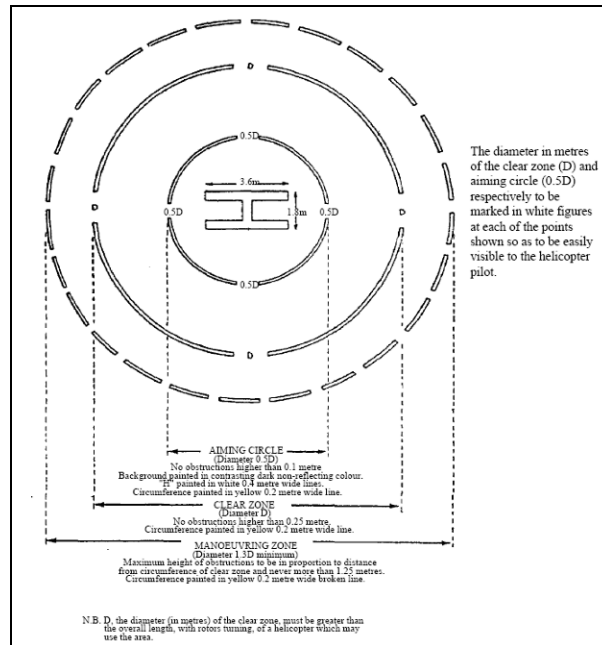 D
0.5D
3.6m
1.8m
0.5D
0.5D
D
D
0.5D
D
The diameter in metres
of the clear zone (D) and
aiming circle (0.5D)
respectively to be
marked in white figures
at each of the points
shown so as to be easily
visible to the helicopter
pilot.
AIMING CIRCLE
(Diameter 0.5D)
No obstructions higher than 0.1 metre
Background painted in contrasting dark non-reflecting colour.
"H" painted in white 0.4 metre wide lines.
Circumference painted in yellow 0.2 metre wide line.
CLEAR ZONE
(Diameter D)
No obstructions higher than 0.25 metre.
Circumference painted in yellow 0.2 metre wide line.
MANOEUVRING ZONE
(Diameter 1.3D minimum)
Maximum height of obstructions to be in proportion to distance
from circumference of clear zone and never more than 1.25 metres.
Circumference painted in yellow 0.2 metre wide broken line.
N.B. D, the diameter (in metres) of the clear zone, must be greater than
the overall length, with rotors turning, of a helicopter which may
use the area.